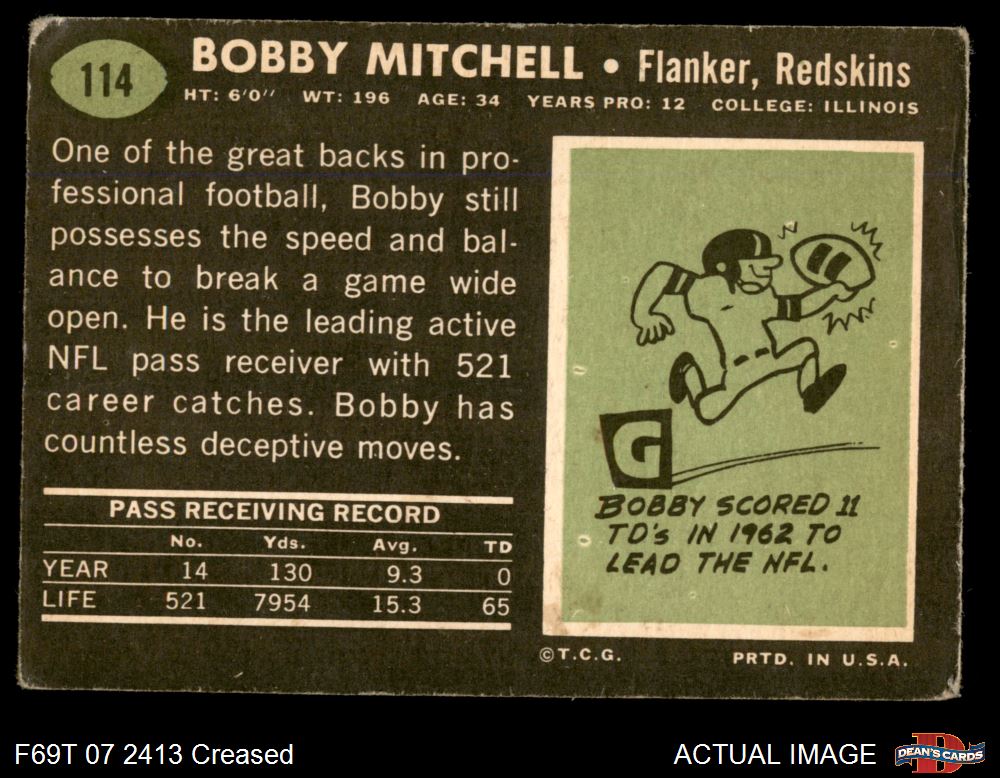 114
BOBBY MITCHELL • Flanker, Redskins
HT: 6'0" WT: 196 AGE: 34 YEARS PRO: 12 COLLEGE: ILLINOIS
One of the great backs in pro-
fessional football, Bobby still
possesses the speed and bal-
ance to break a game wide
open. He is the leading active
NFL pass receiver with 521
career catches. Bobby has
countless deceptive moves.
PASS RECEIVING RECORD
No. Yds. Avg. TD
YEAR 14 130 9.3 0
LIFE 521 7954 15.3 65
G
BOBBY SCORED 11
TD's IN 1962 TO
LEAD THE NFL.
©T.C.G. PRTD. IN U.S.A.
F69T 07 2413 Creased
ACTUAL IMAGE
DEAN'S CARDS